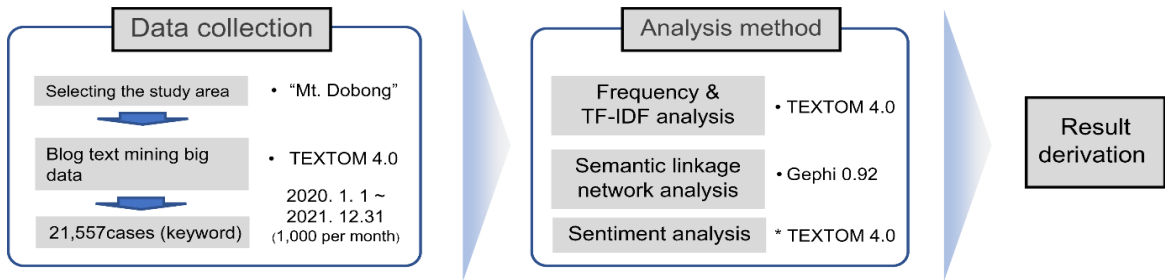 Data collection
Selecting the study area
• “Mt. Dobong”
Blog text mining big
data
• TEXTOM 4.0
2020. 1. 1 ~
2021. 12.31
(1,000 per month)
21,557cases (keyword)
Analysis method
Frequency &
TF-IDF analysis
• TEXTOM 4.0
Semantic linkage
network analysis
• Gephi 0.92
Sentiment analysis
* TEXTOM 4.0
Result
derivation